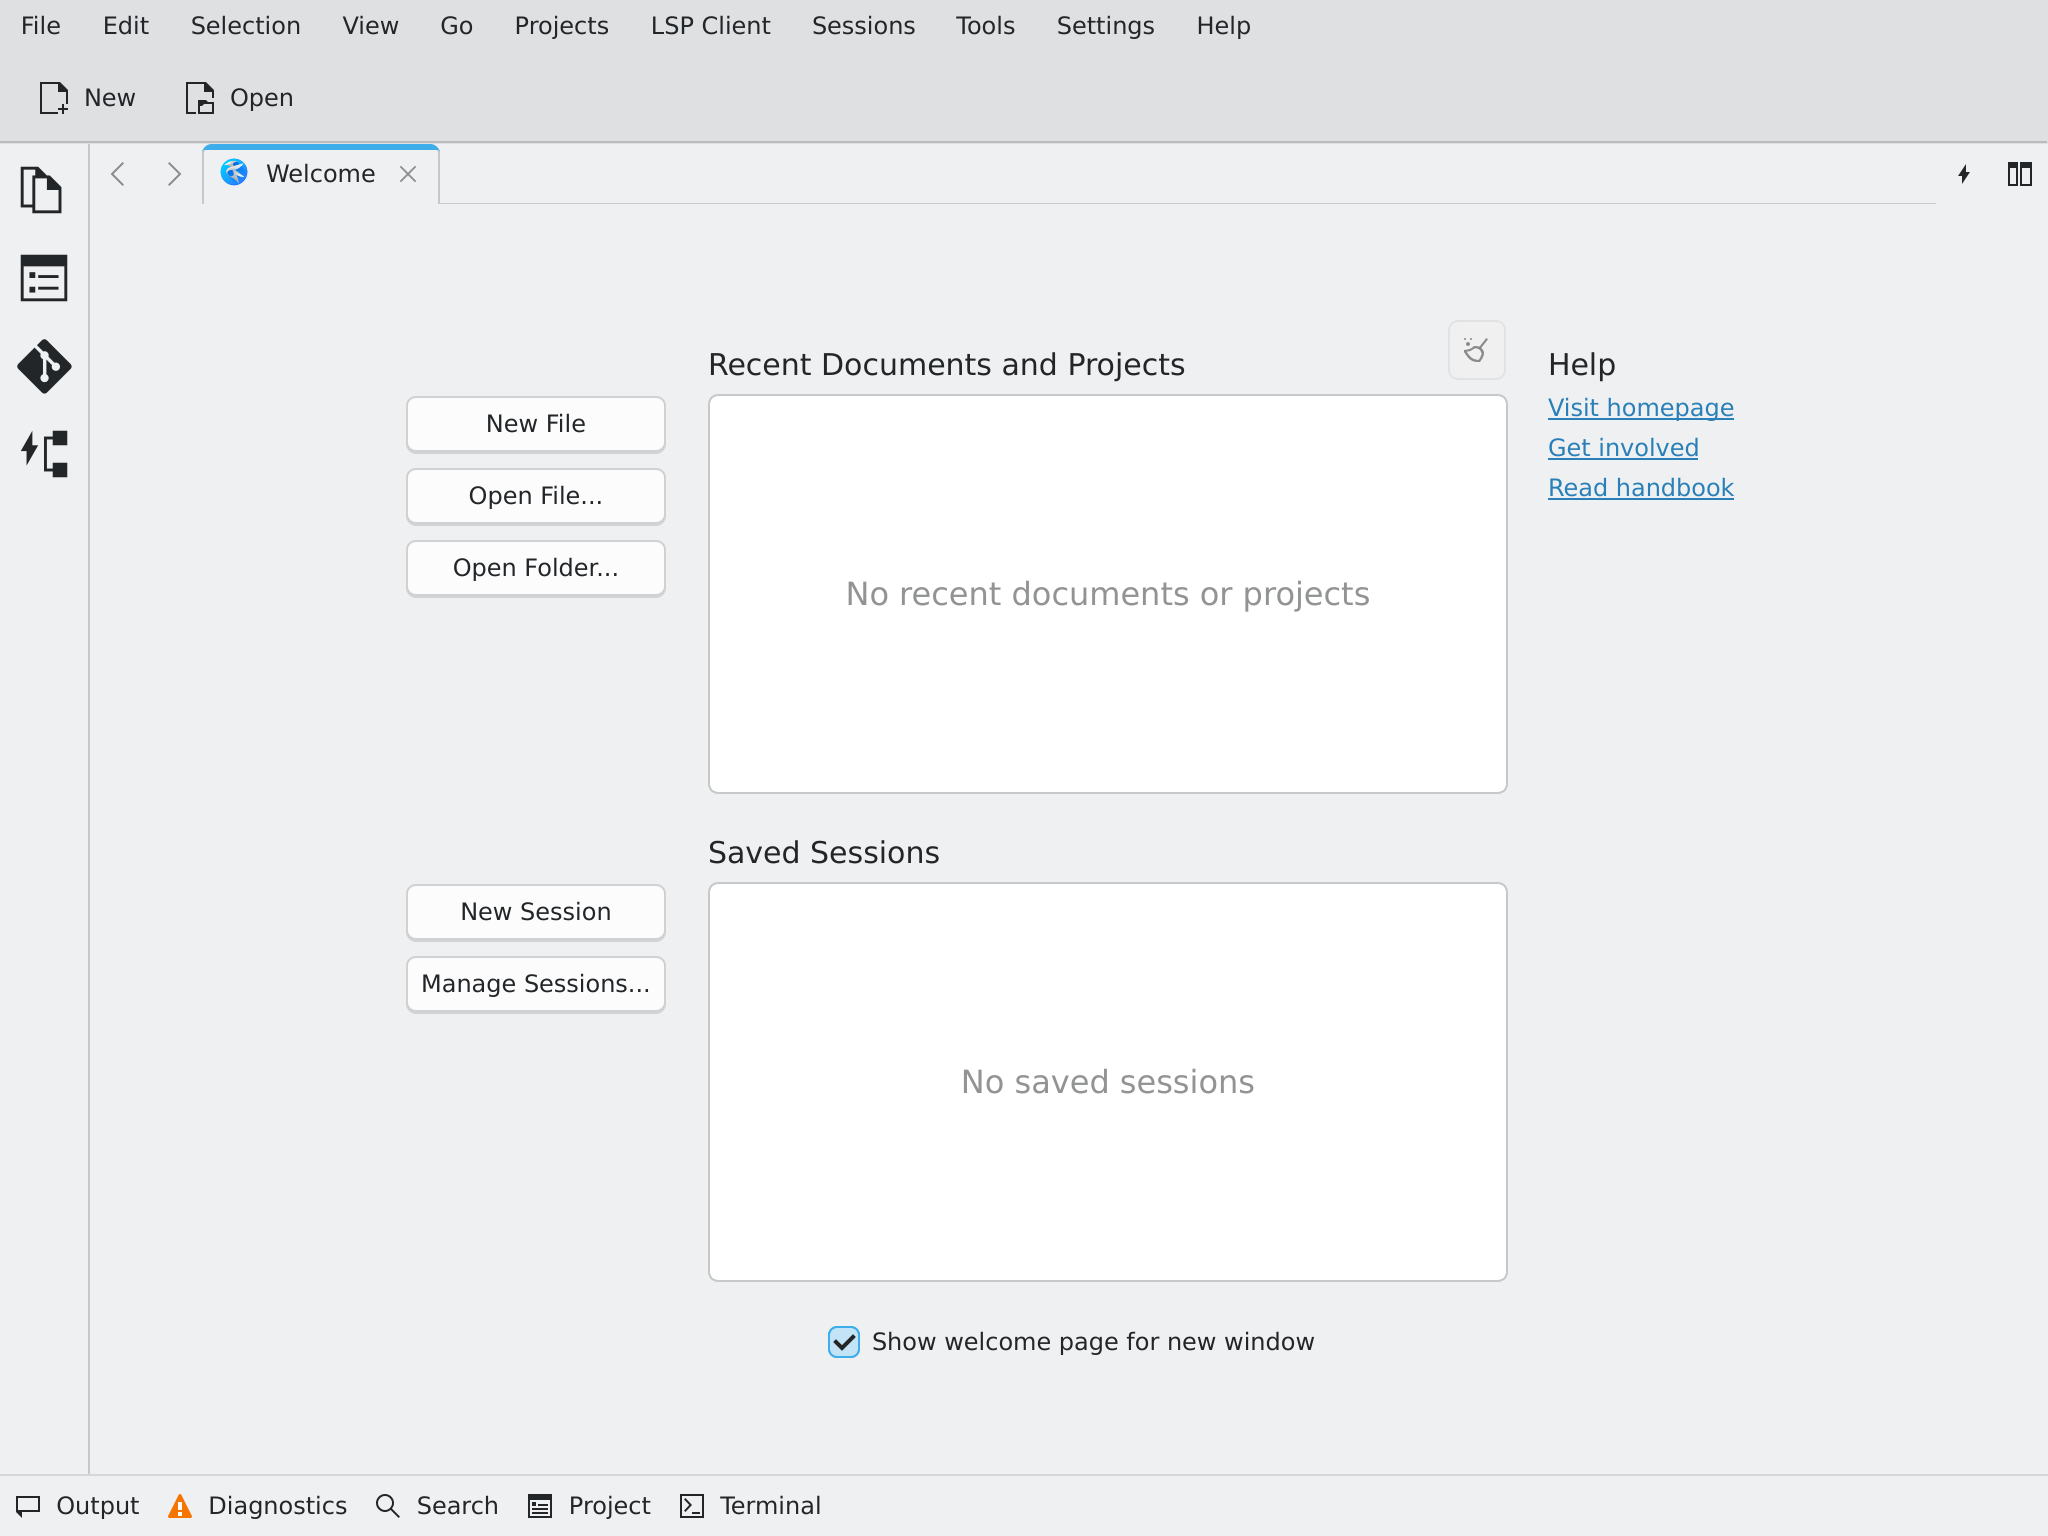 File Edit Selection View Go Projects LSP Client Sessions Tools Settings Help
New Open
Welcome
Recent Documents and Projects
Help
New File
Open File...
Open Folder...
Visit homepage
Get involved
Read handbook
No recent documents or projects
Saved Sessions
New Session
Manage Sessions...
No saved sessions
Show welcome page for new window
Output Diagnostics Search Project Terminal